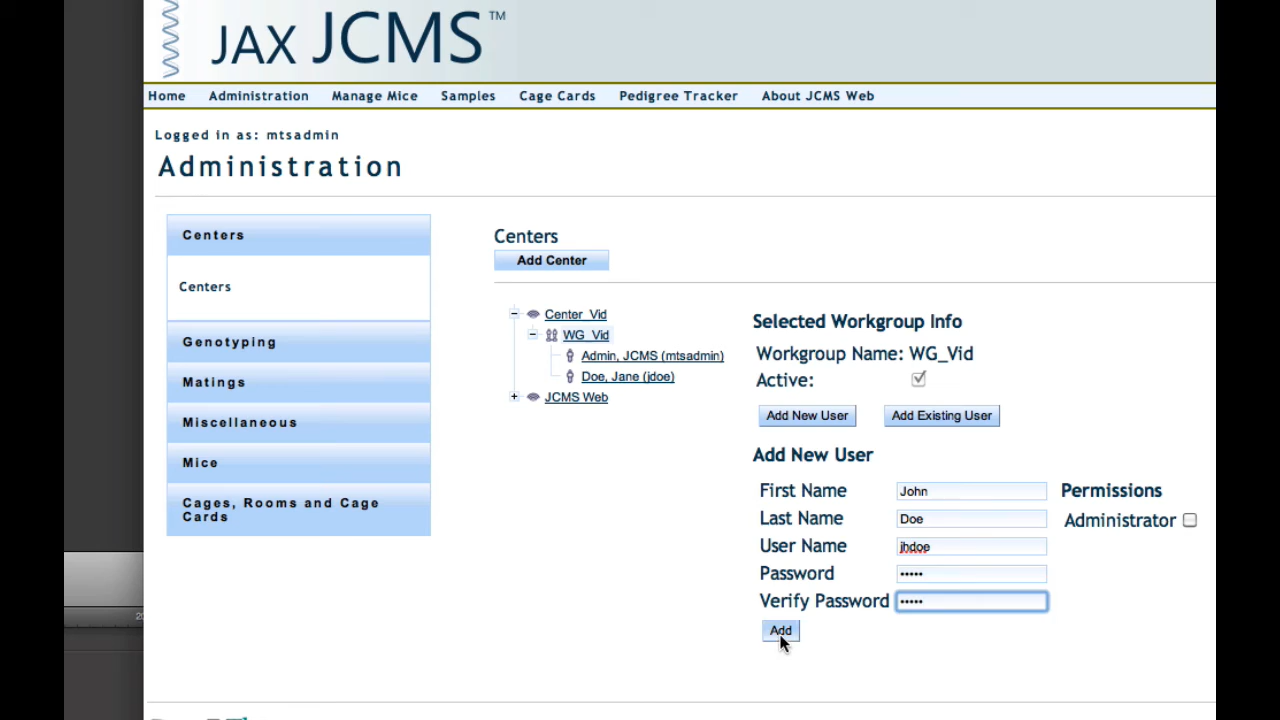 JAX JCMS™
Home Administration Manage Mice Samples Cage Cards Pedigree Tracker About JCMS Web
Logged in as: mtsadmin
Administration
Centers
Centers
Genotyping
Matings
Miscellaneous
Mice
Cages, Rooms and Cage
Cards
Centers
Add Center
Center_Vid
WG_Vid
Admin, JCMS (mtsadmin)
Doe, Jane (jdoe)
JCMS Web
Selected Workgroup Info
Workgroup Name: WG_Vid
Active:
Add New User Add Existing User
Add New User
First Name John Permissions
Last Name Doe Administrator
User Name jhdoe
Password •••••
Verify Password •••••
Add